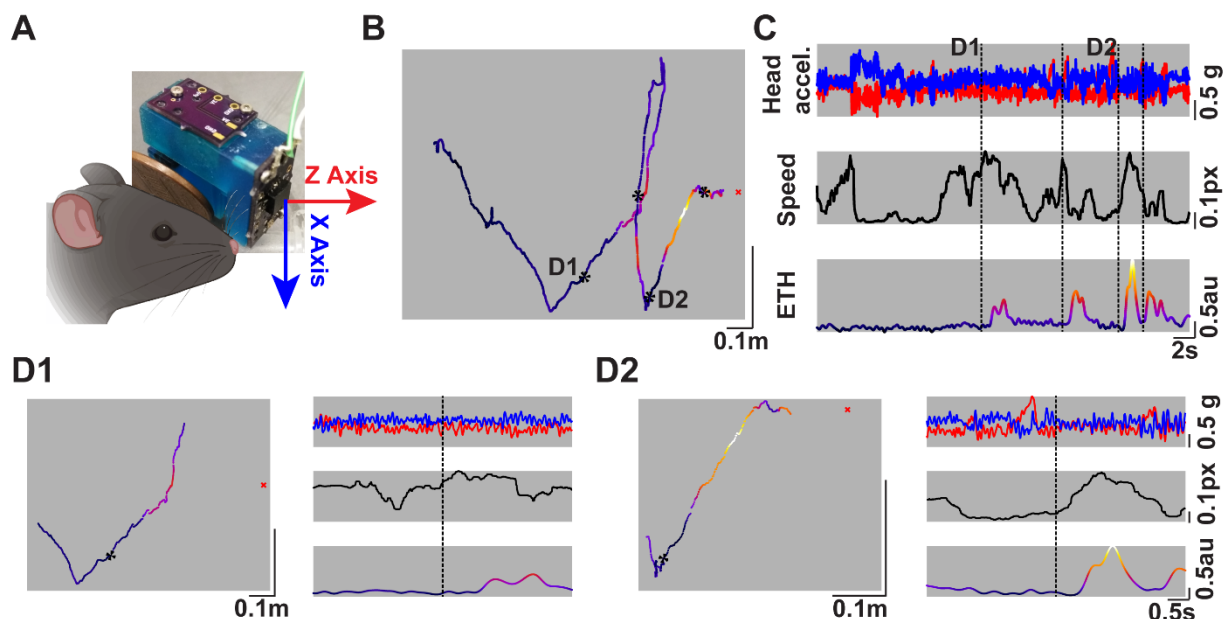 A
Z Axis
X Axis
B
D1
D2
0.1m
C
D1
D2
Head
accel.
0.5 g
Speed
0.1px
ETH
0.5au
2s
D1
0.1m
D2
0.1m
0.5 g
0.1px
0.5au
0.5s